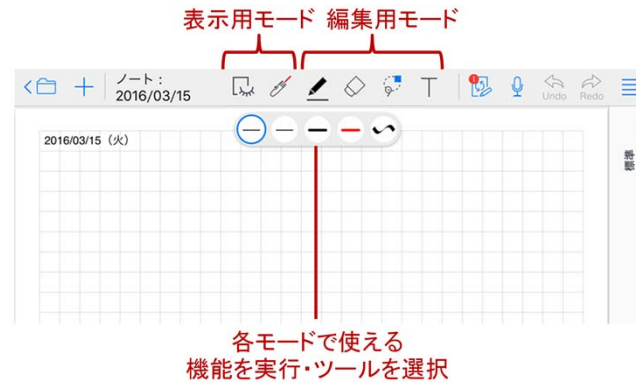 表示用モード 編集用モード
ノート：
2016/03/15
T
Undo
Redo
2016/03/15（火）
標準
各モードで使える
機能を実行・ツールを選択